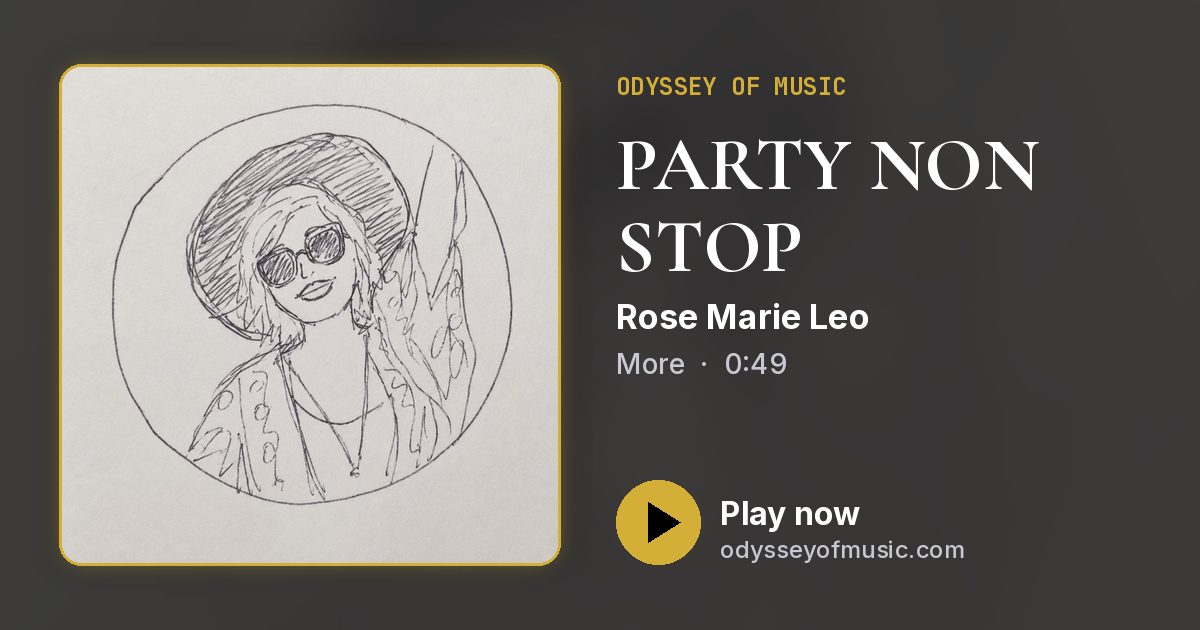 ODYSSEY OF MUSIC
PARTY NON
STOP
Rose Marie Leo
More · 0:49
Play now
odysseyofmusic.com